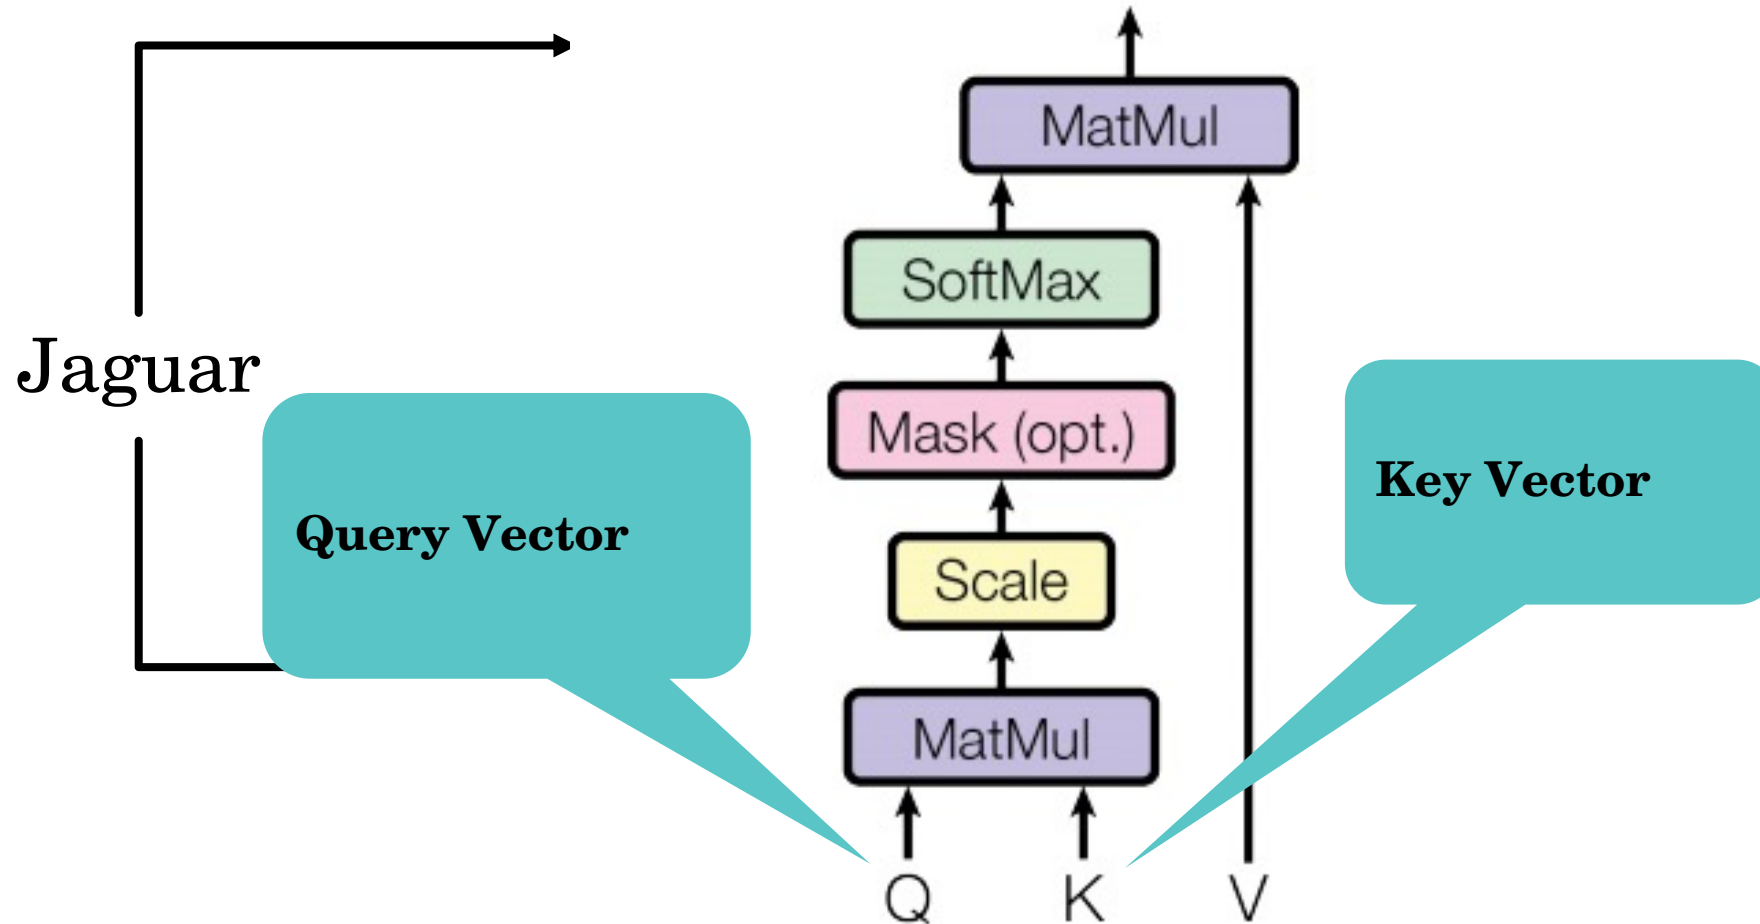 MatMul
SoftMax
Jaguar
Mask (opt.)
Key Vector
Query Vector
Scale
MatMul
Q K V